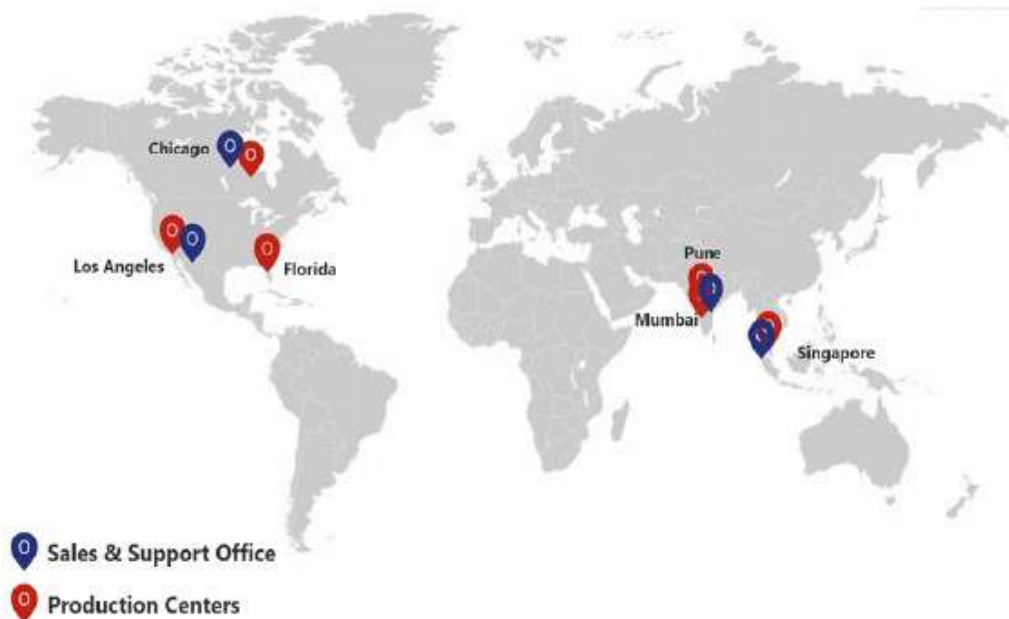 Chicago
Los Angeles
Florida
Pune
Mumbai
Singapore
Sales & Support Office
Production Centers